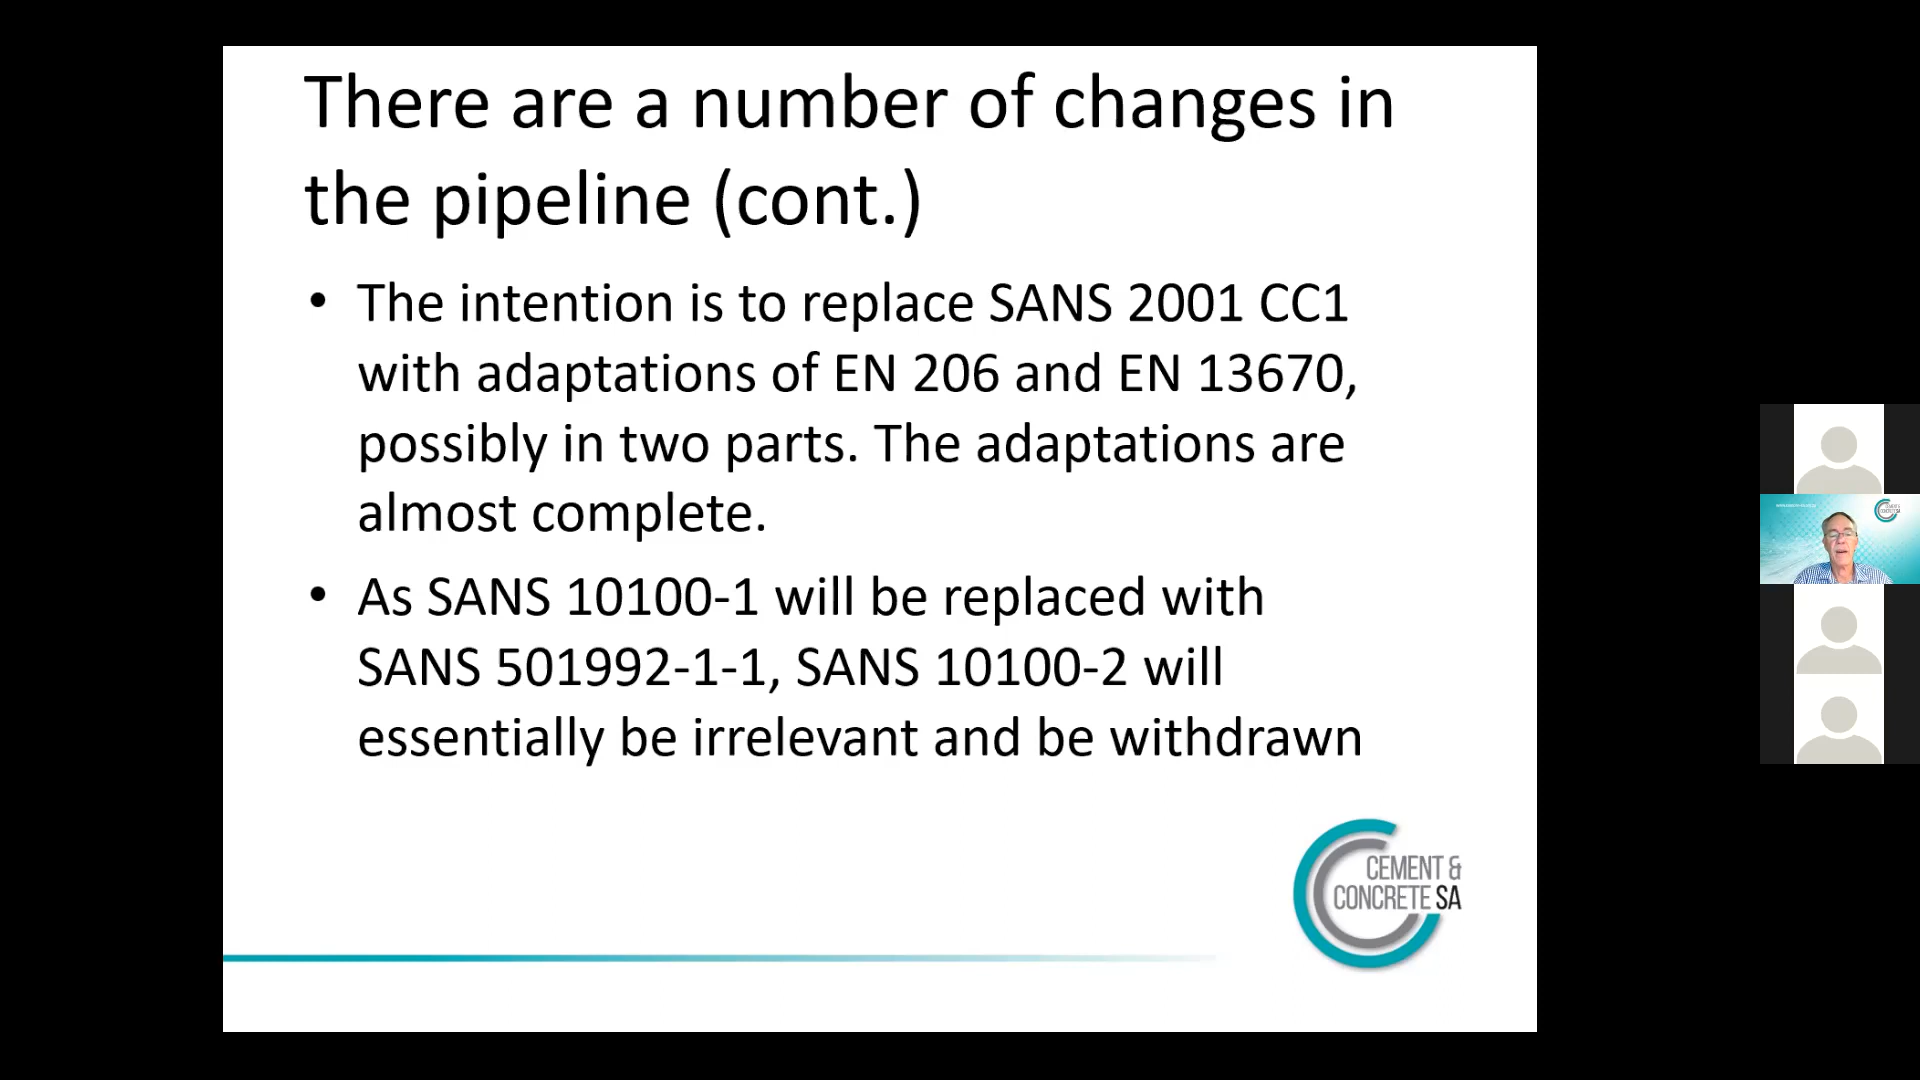 There are a number of changes in
the pipeline (cont.)
• The intention is to replace SANS 2001 CC1
with adaptations of EN 206 and EN 13670,
possibly in two parts. The adaptations are
almost complete.
• As SANS 10100-1 will be replaced with
SANS 501992-1-1, SANS 10100-2 will
essentially be irrelevant and be withdrawn
CEMENT &
CONCRETE SA
CONCRETE SA